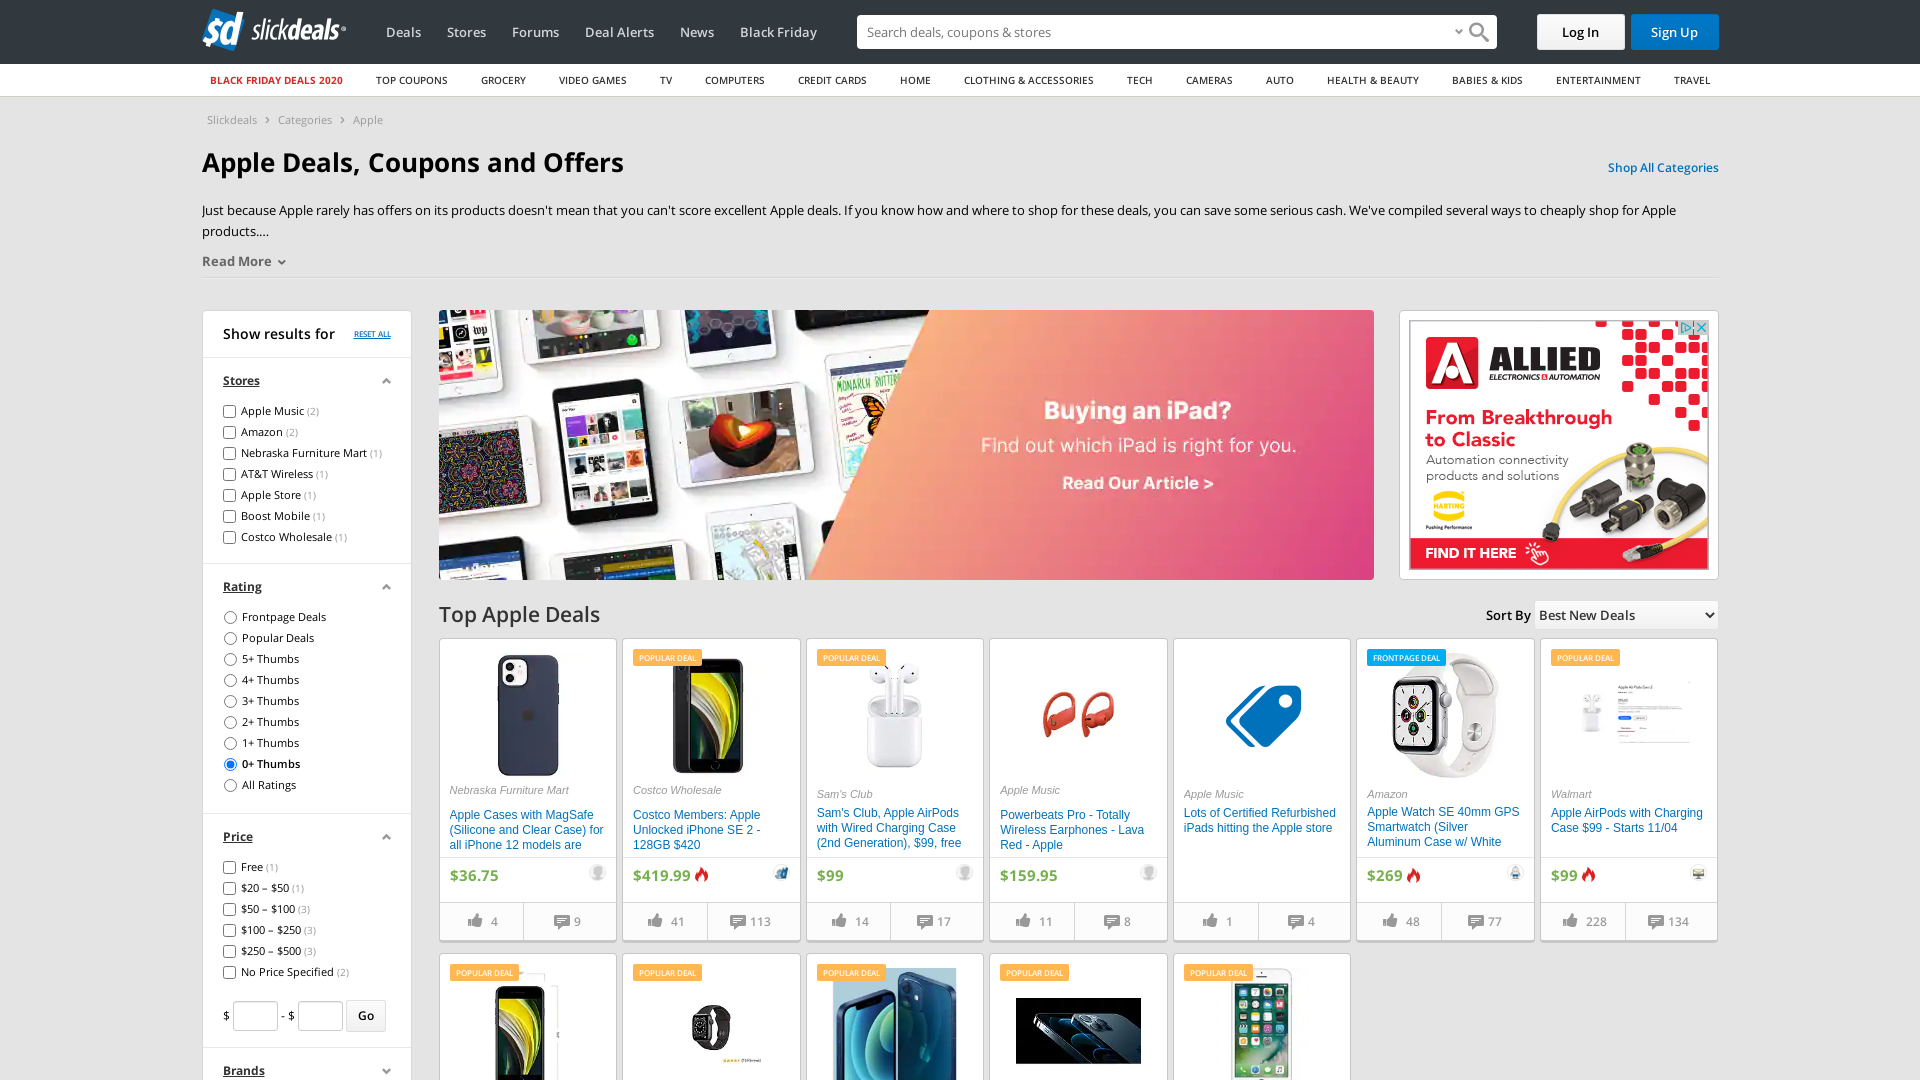 slickdeals
Deals
Stores
Forums
Deal Alerts
News
Black Friday
Search deals, coupons & stores
Log In
Sign Up
BLACK FRIDAY DEALS 2020
TOP COUPONS
GROCERY
VIDEO GAMES
TV
COMPUTERS
CREDIT CARDS
HOME
CLOTHING & ACCESSORIES
TECH
CAMERAS
AUTO
HEALTH & BEAUTY
BABIES & KIDS
ENTERTAINMENT
TRAVEL
Slickdeals > Categories > Apple
Apple Deals, Coupons and Offers
Shop All Categories
Just because Apple rarely has offers on its products doesn't mean that you can't score excellent Apple deals. If you know how and where to shop for these deals, you can save some serious cash. We've compiled several ways to cheaply shop for Apple
products....
Read More
Show results for
RESET ALL
Stores
Apple Music (2)
Amazon (2)
Nebraska Furniture Mart (1)
AT&T Wireless (1)
Apple Store (1)
Boost Mobile (1)
Costco Wholesale (1)
Rating
Frontpage Deals
Popular Deals
5+ Thumbs
4+ Thumbs
3+ Thumbs
2+ Thumbs
1+ Thumbs
0+ Thumbs
All Ratings
Price
Free (1)
$20 – $50 (1)
$50 – $100 (3)
$100 – $250 (3)
$250 – $500 (3)
No Price Specified (2)
$ - $ Go
Brands
MONARCH
Buying an iPad?
Find out which iPad is right for you.
Read Our Article >
ALLIED
ELECTRONICS & AUTOMATION
From Breakthrough
to Classic
Automation connectivity
products and solutions
HARTING
Pushing Performance
FIND IT HERE
Top Apple Deals
Sort By
Best New Deals
Nebraska Furniture Mart
Apple Cases with MagSafe
(Silicone and Clear Case) for
all iPhone 12 models are
$36.75
4
9
POPULAR DEAL
Costco Wholesale
Costco Members: Apple
Unlocked iPhone SE 2 -
128GB $420
$419.99
41
113
POPULAR DEAL
Sam's Club
Sam's Club, Apple AirPods
with Wired Charging Case
(2nd Generation), $99, free
$99
14
17
Apple Music
Powerbeats Pro - Totally
Wireless Earphones - Lava
Red - Apple
$159.95
11
8
Apple Music
Lots of Certified Refurbished
iPads hitting the Apple store
1
4
FRONTPAGE DEAL
Amazon
Apple Watch SE 40mm GPS
Smartwatch (Silver
Aluminum Case w/ White
$269
48
77
POPULAR DEAL
Walmart
Apple AirPods with Charging
Case $99 - Starts 11/04
$99
228
134
POPULAR DEAL
POPULAR DEAL
POPULAR DEAL
POPULAR DEAL
POPULAR DEAL